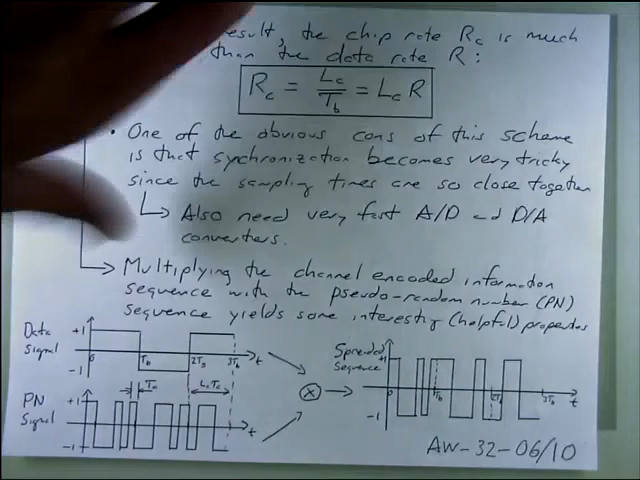 result, the chip rate Rc is much
than the data rate R:
Rc = Lc/Tb = Lc R
• One of the obvious cons of this scheme
is that synchronization becomes very tricky
since the sampling times are so close together
↳ Also need very fast A/D and D/A
converters.
Multiplying the channel encoded information
sequence with the pseudo-random number (PN)
sequence yields some interesting (helpful) properties
Data
Signal
+1
-1
0 Tb 2Tb 3Tb t
PN
Signal
+1
-1
LcTc
t
Spreaded
Sequence
+1
-1
0 Tb 2Tb 3Tb t
AW-32-06/10